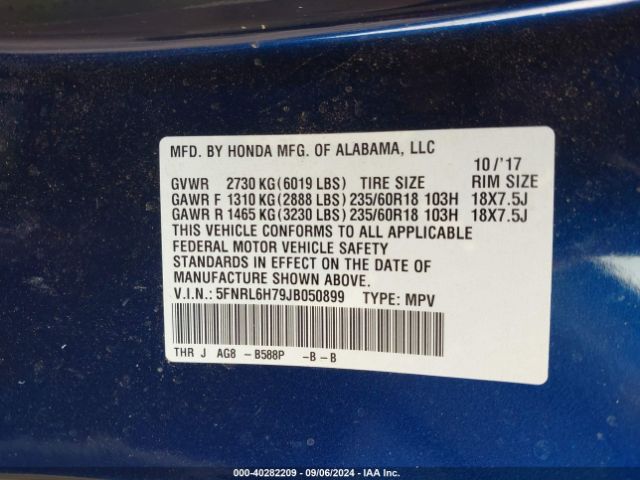 MFD. BY HONDA MFG. OF ALABAMA, LLC
10/'17
GVWR 2730 KG(6019 LBS) TIRE SIZE RIM SIZE
GAWR F 1310 KG(2888 LBS)235/60R18 103H 18X7.5J
GAWR R 1465 KG(3230 LBS)235/60R18 103H 18X7.5J
THIS VEHICLE CONFORMS TO ALL APPLICABLE
FEDERAL MOTOR VEHICLE SAFETY
STANDARDS IN EFFECT ON THE DATE OF
MANUFACTURE SHOWN ABOVE.
V.I.N.: 5FNRL6H79JB050899 TYPE: MPV
THR J AG8 -B588P -B-B
© - 40282209 - 09/06/2024 - IAA Inc.